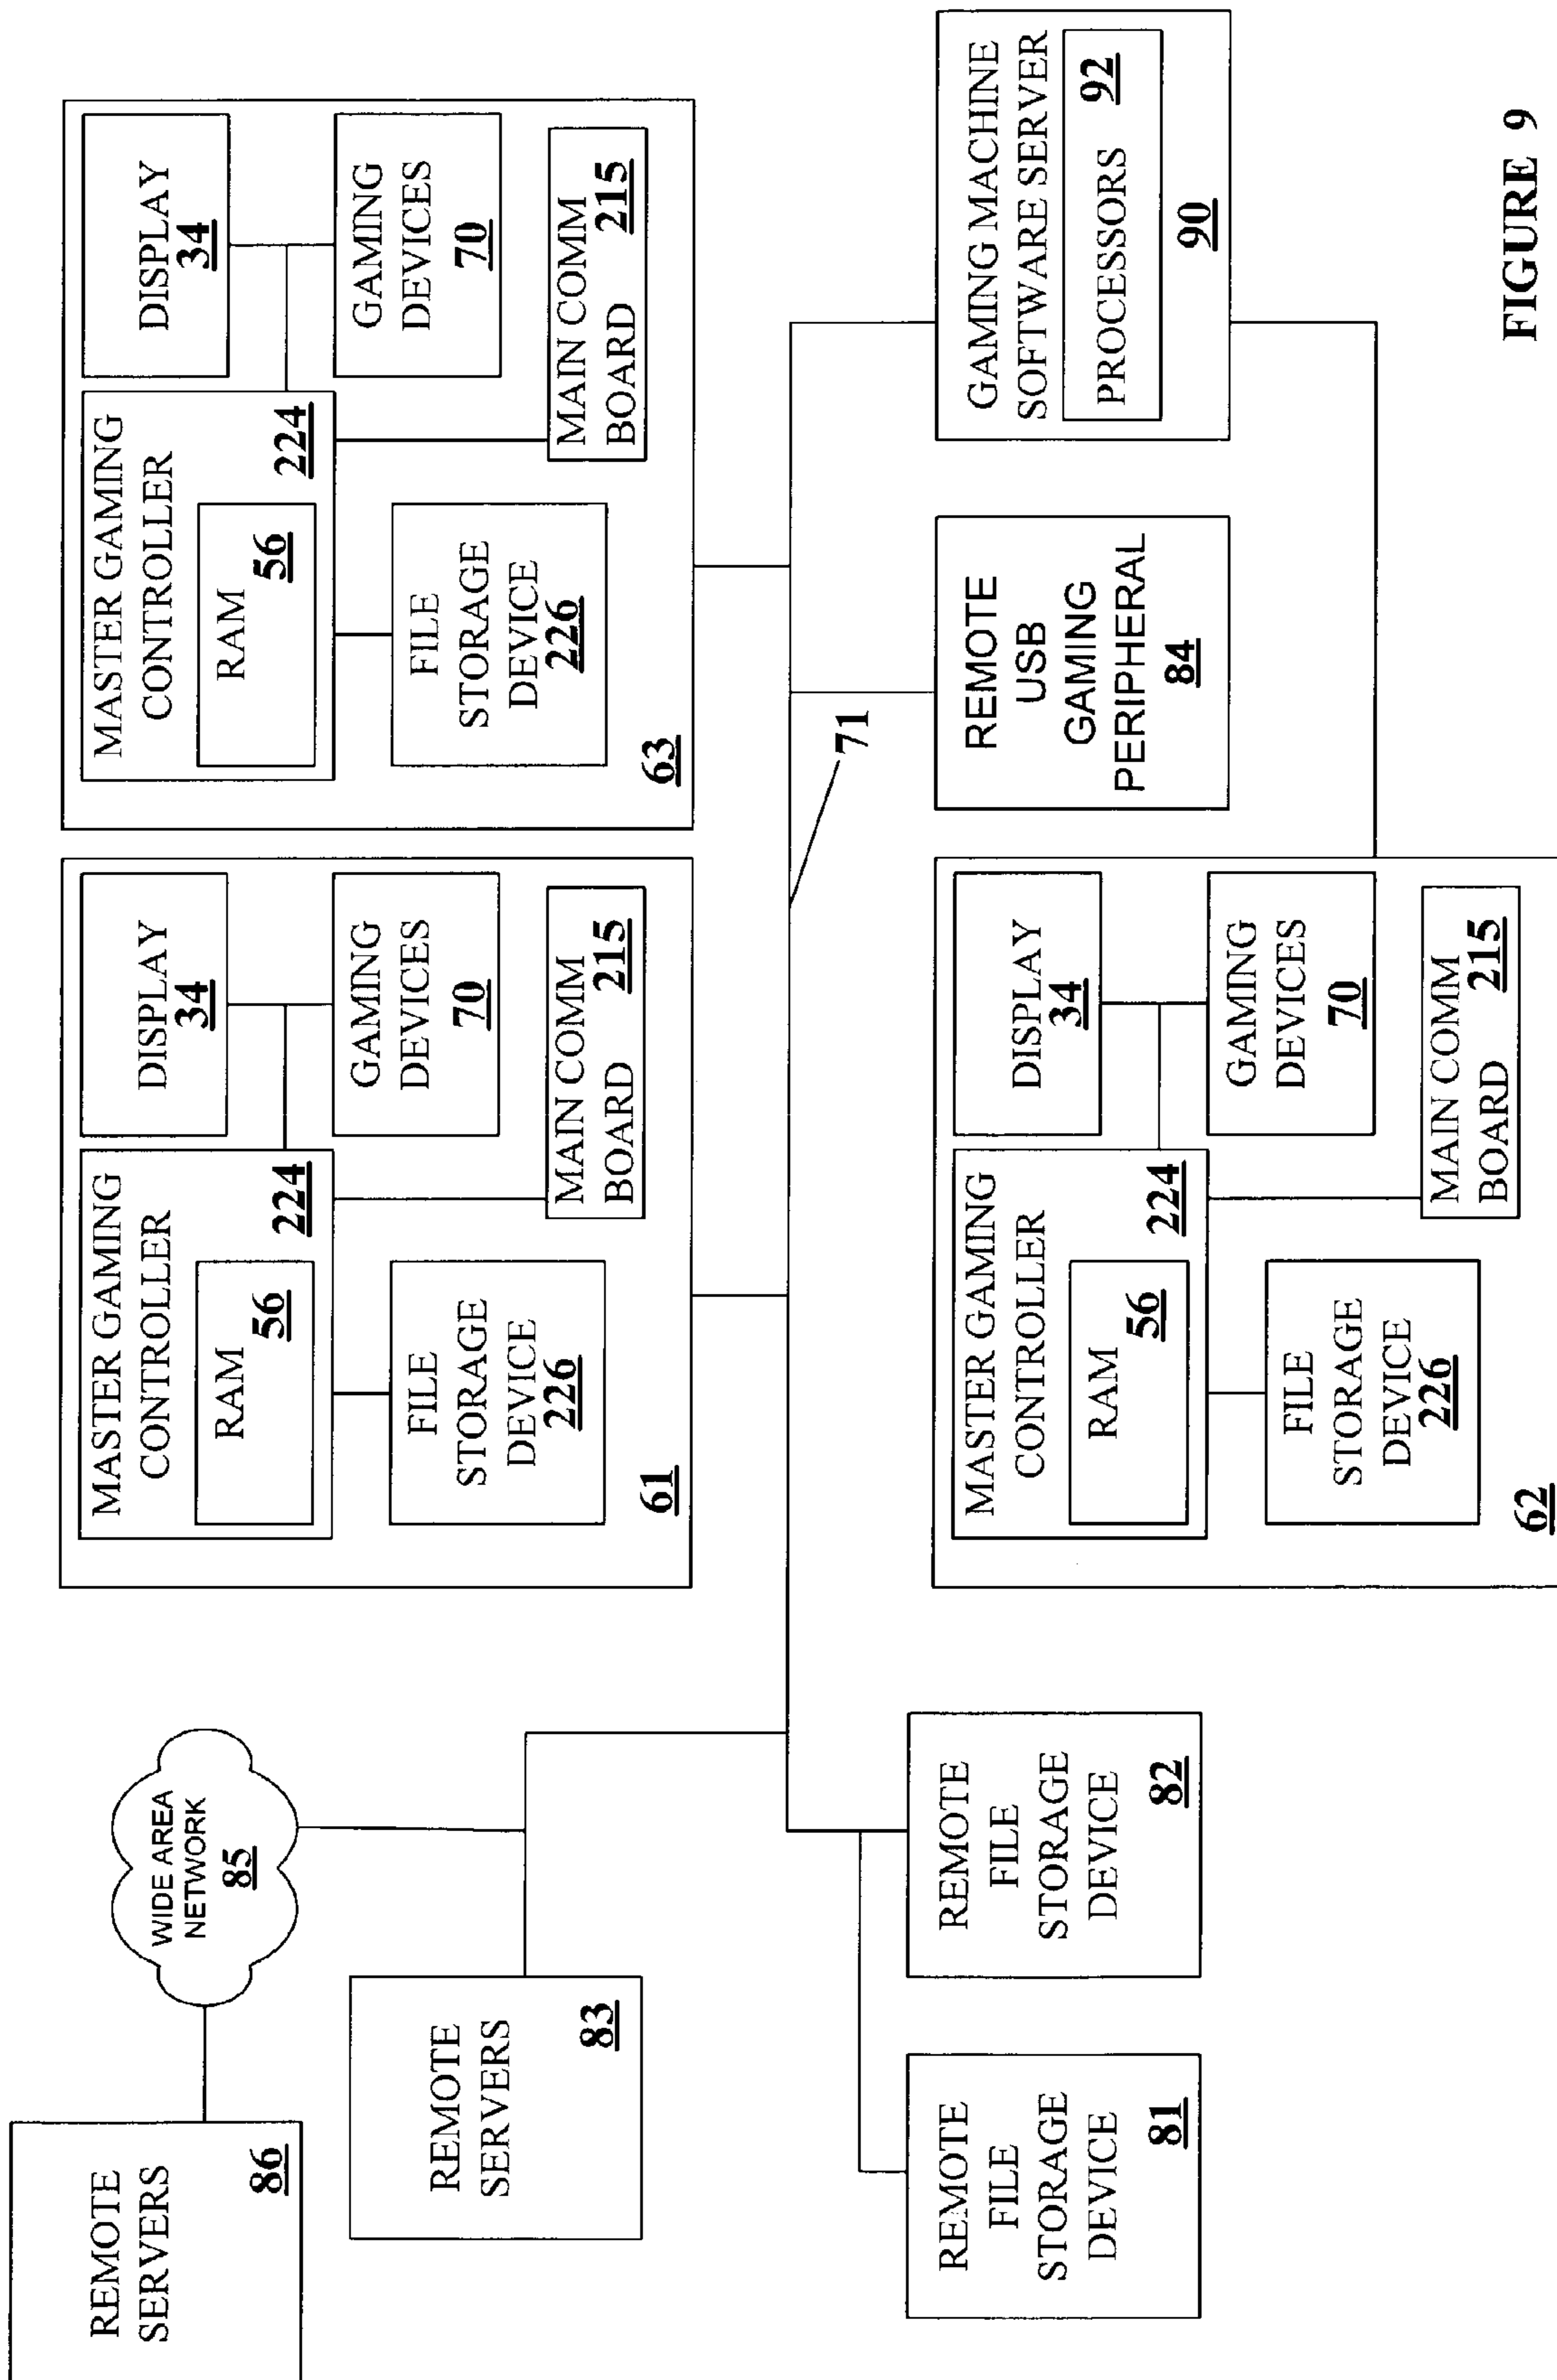 REMOTE
SERVERS
86
WIDE AREA
NETWORK
85
REMOTE
SERVERS
83
REMOTE
FILE
STORAGE
DEVICE
81
REMOTE
FILE
STORAGE
DEVICE
82
MASTER GAMING
CONTROLLER
224
RAM
56
DISPLAY
34
GAMING
DEVICES
70
FILE
STORAGE
DEVICE
226
MAIN COMM
BOARD
215
61
MASTER GAMING
CONTROLLER
224
RAM
56
DISPLAY
34
GAMING
DEVICES
70
FILE
STORAGE
DEVICE
226
MAIN COMM
BOARD
215
63
71
MASTER GAMING
CONTROLLER
224
RAM
56
DISPLAY
34
GAMING
DEVICES
70
FILE
STORAGE
DEVICE
226
MAIN COMM
BOARD
215
62
REMOTE
USB
GAMING
PERIPHERAL
84
GAMING MACHINE
SOFTWARE SERVER
PROCESSORS 92
90
FIGURE 9